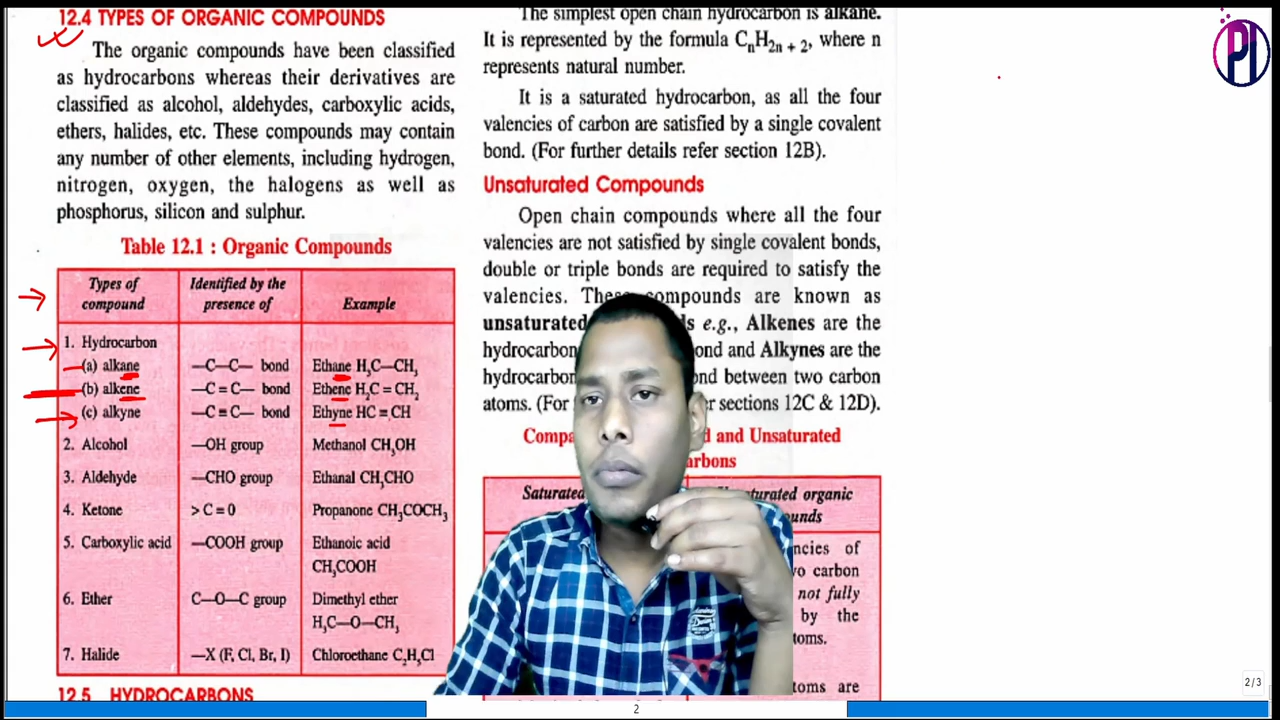 12.4 TYPES OF ORGANIC COMPOUNDS
The organic compounds have been classified
as hydrocarbons whereas their derivatives are
classified as alcohol, aldehydes, carboxylic acids,
ethers, halides, etc. These compounds may contain
any number of other elements, including hydrogen,
nitrogen, oxygen, the halogens as well as
phosphorus, silicon and sulphur.
Table 12.1 : Organic Compounds
Types of compound Identified by the presence of Example
1. Hydrocarbon
(a) alkane —C—C— bond Ethane H₃C—CH₃
(b) alkene —C = C— bond Ethene H₂C = CH₂
(c) alkyne —C ≡ C— bond Ethyne HC ≡ CH
2. Alcohol —OH group Methanol CH₃OH
3. Aldehyde —CHO group Ethanal CH₃CHO
4. Ketone > C = 0 Propanone CH₃COCH₃
5. Carboxylic acid —COOH group Ethanoic acid
CH₃COOH
6. Ether C—O—C group Dimethyl ether
H₃C—O—CH₃
7. Halide —X (F, Cl, Br, I) Chloroethane C₂H₅Cl
12.5 HYDROCARBONS
The simplest open chain hydrocarbon is alkane.
It is represented by the formula CₙH₂ₙ ₊ ₂, where n
represents natural number.
It is a saturated hydrocarbon, as all the four
valencies of carbon are satisfied by a single covalent
bond. (For further details refer section 12B).
Unsaturated Compounds
Open chain compounds where all the four
valencies are not satisfied by single covalent bonds,
double or triple bonds are required to satisfy the
valencies. These compounds are known as
unsaturated e.g., Alkenes are the
hydrocarbon and Alkynes are the
hydrocarbon between two carbon
atoms. (For sections 12C & 12D).
and Unsaturated
Saturated organic
of
carbon
not fully
by the
atoms are
PI
2
2/3